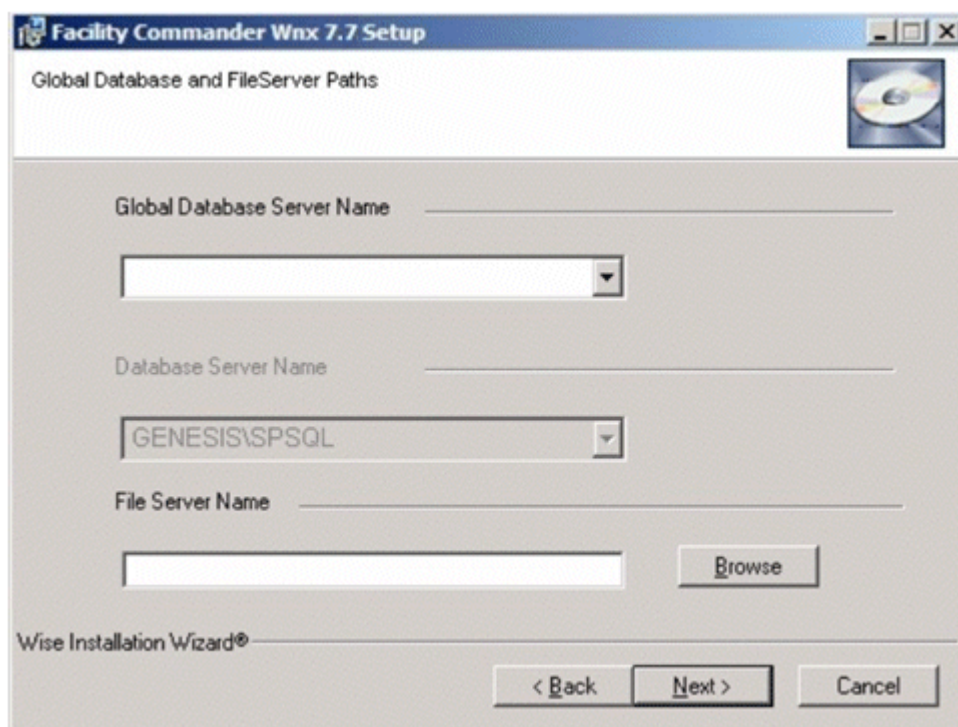 Facility Commander Wnx 7.7 Setup
Global Database and FileServer Paths
Global Database Server Name
Database Server Name
GENESIS\SPSQL
File Server Name
Browse
Wise Installation Wizard®
< Back
Next >
Cancel